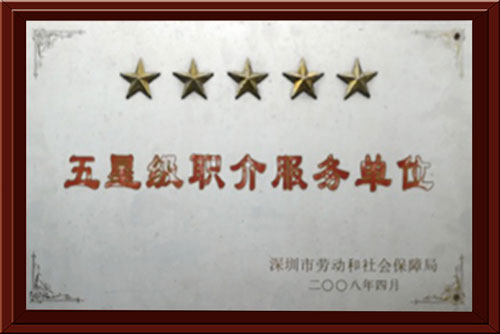 五星级职介服务单位
深圳市劳动和社会保障局
二〇〇八年四月